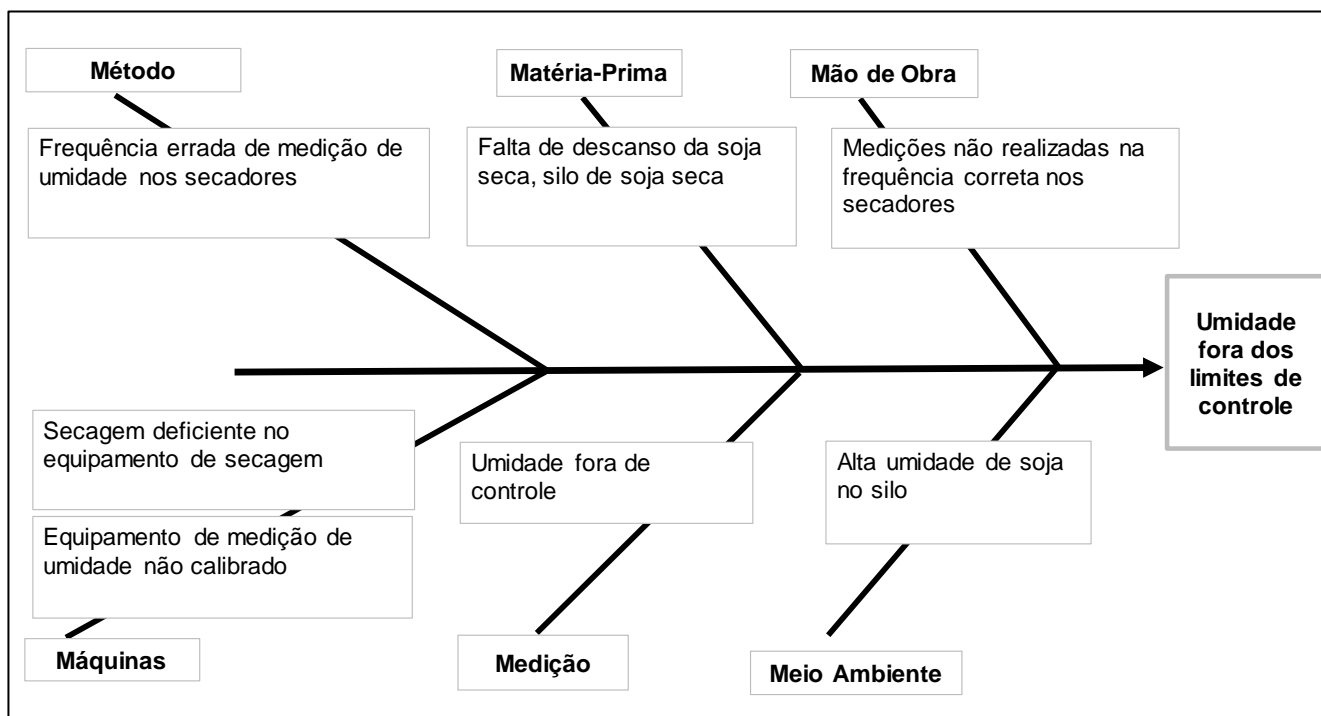 Método
Matéria-Prima
Mão de Obra
Frequência errada de medição de
umidade nos secadores
Falta de descanso da soja
seca, silo de soja seca
Medições não realizadas na
frequência correta nos
secadores
Umidade
fora dos
limites de
controle
Secagem deficiente no
equipamento de secagem
Equipamento de medição de
umidade não calibrado
Umidade fora de
controle
Alta umidade de soja
no silo
Máquinas
Medição
Meio Ambiente